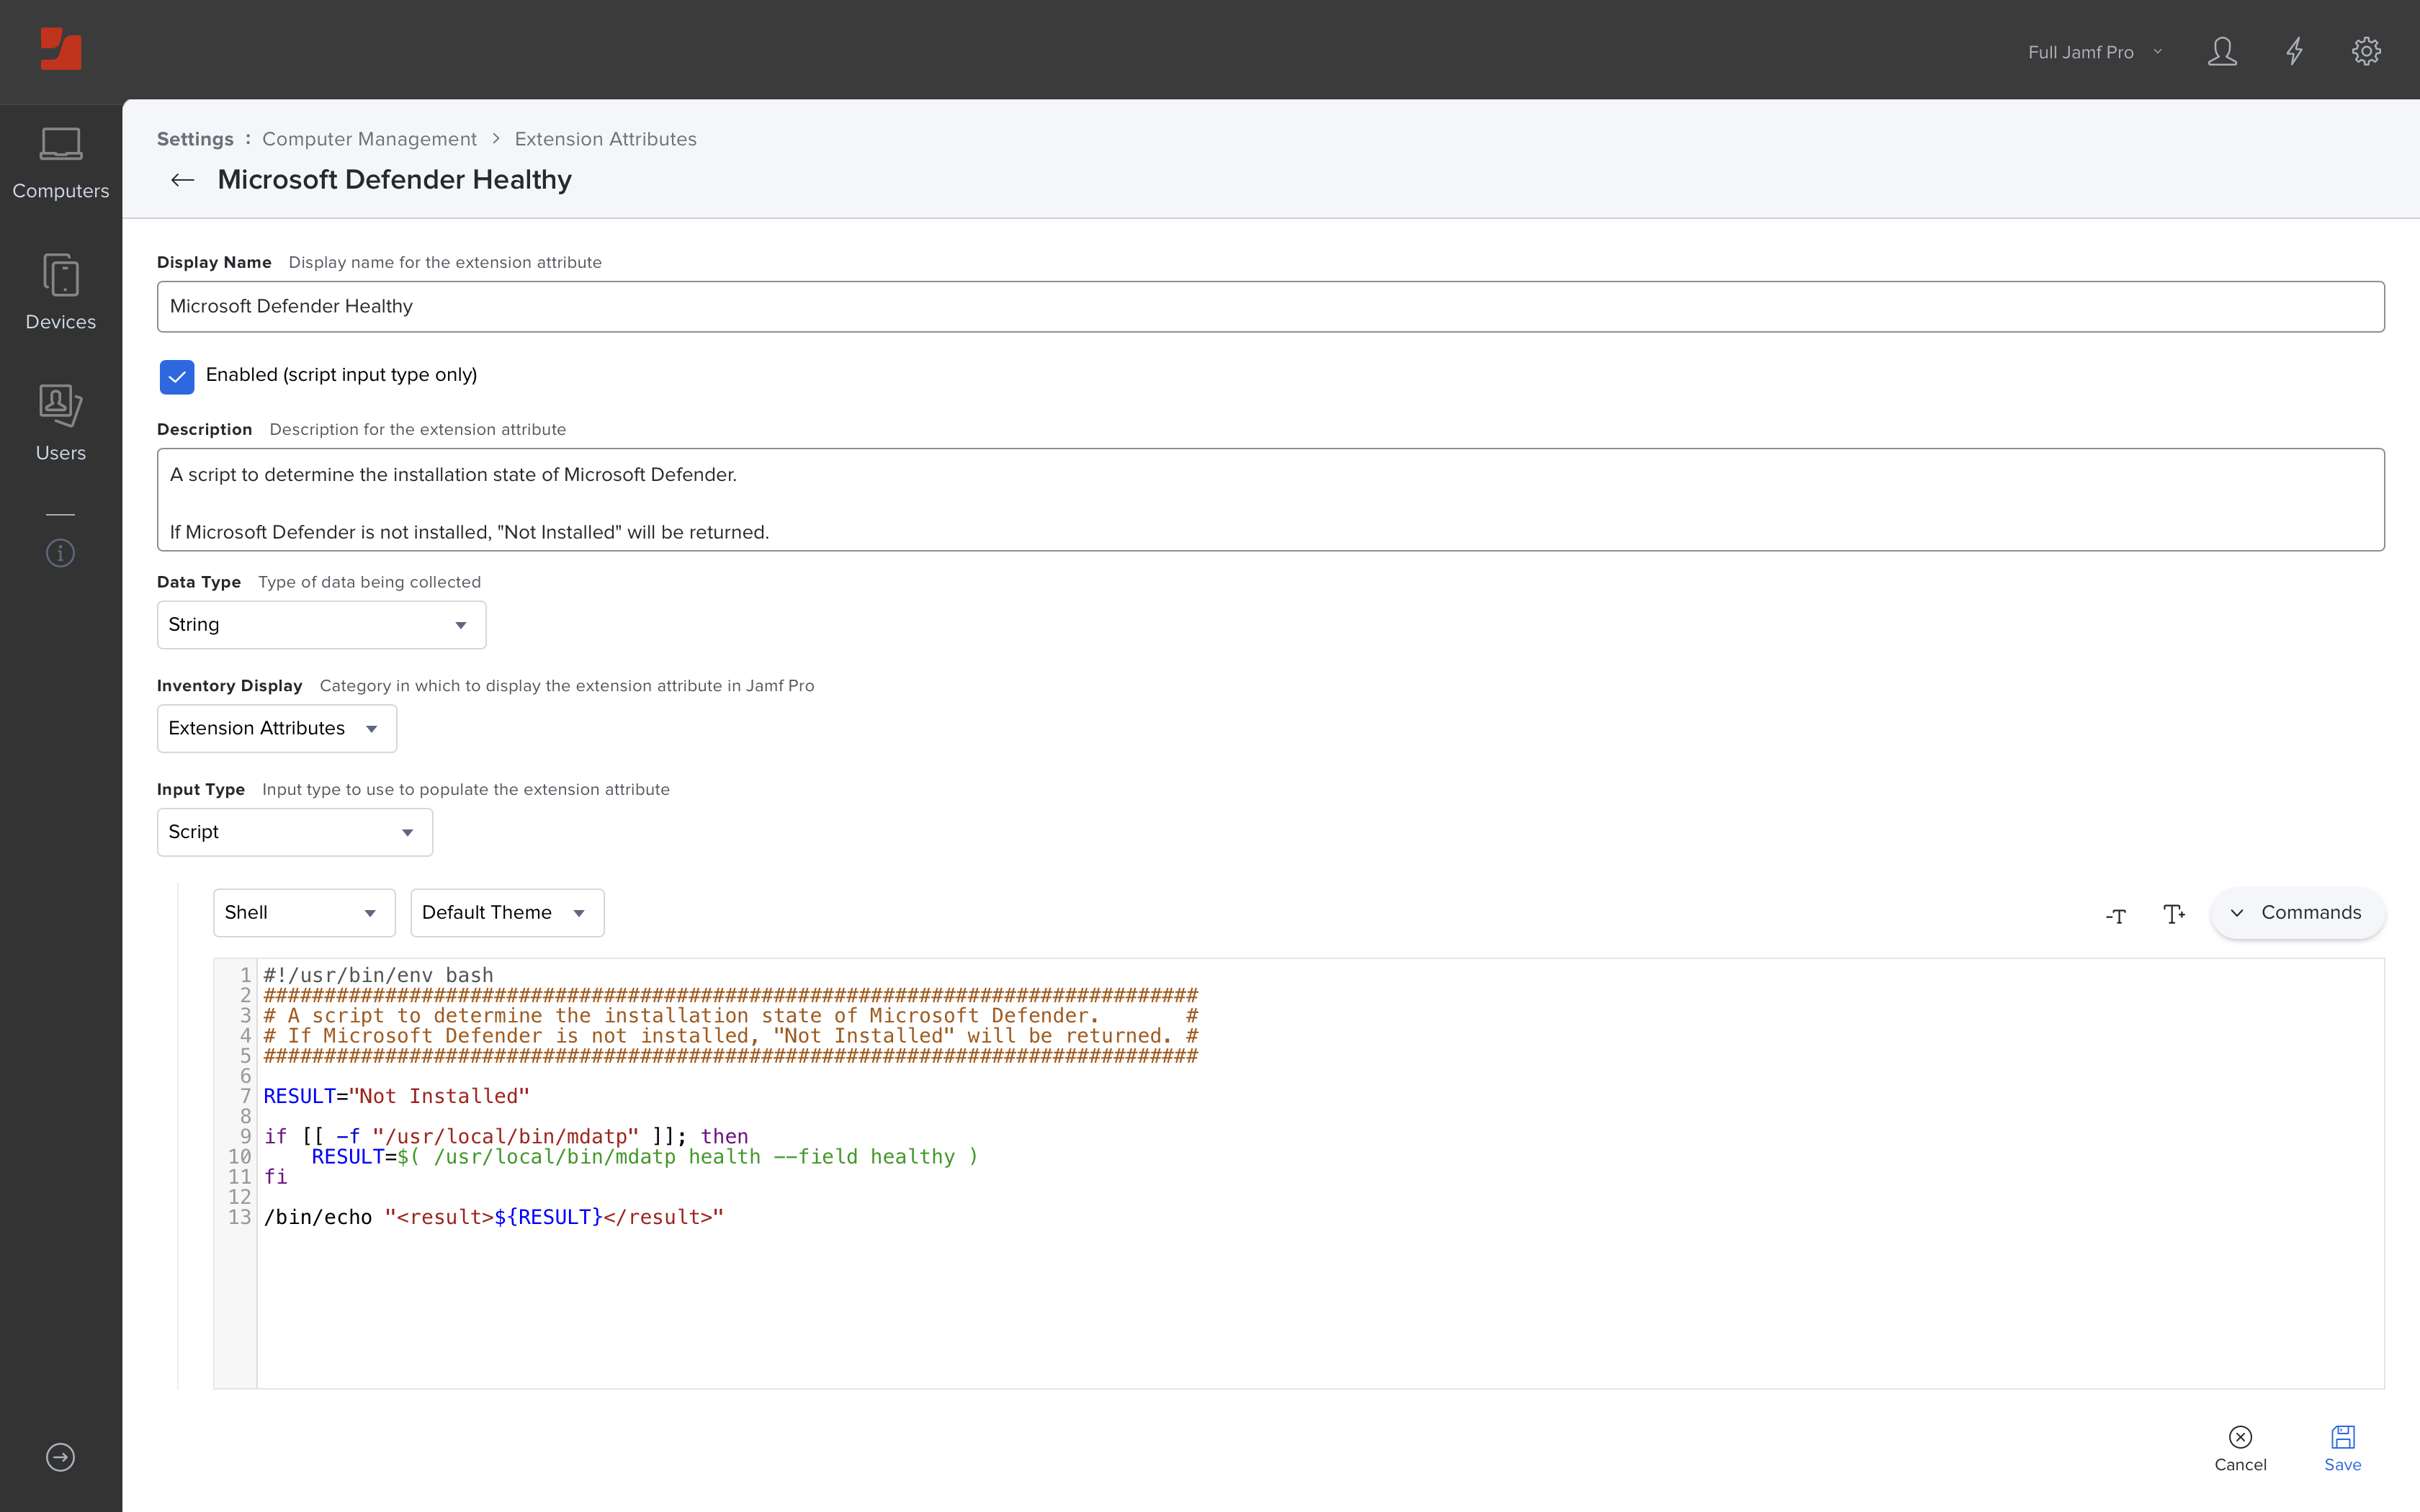 Full Jamf Pro
Computers
Devices
Users
Settings : Computer Management > Extension Attributes
Microsoft Defender Healthy
Display Name Display name for the extension attribute
Microsoft Defender Healthy
Enabled (script input type only)
Description Description for the extension attribute
A script to determine the installation state of Microsoft Defender.
If Microsoft Defender is not installed, "Not Installed" will be returned.
Data Type Type of data being collected
String
Inventory Display Category in which to display the extension attribute in Jamf Pro
Extension Attributes
Input Type Input type to use to populate the extension attribute
Script
Shell Default Theme -T T+ Commands
1 #!/usr/bin/env bash
2 #############################################################################
3 # A script to determine the installation state of Microsoft Defender.       #
4 # If Microsoft Defender is not installed, "Not Installed" will be returned. #
5 #############################################################################
6
7 RESULT="Not Installed"
8
9 if [[ -f "/usr/local/bin/mdatp" ]]; then
10     RESULT=$( /usr/local/bin/mdatp health --field healthy )
11 fi
12
13 /bin/echo "<result>${RESULT}</result>"
Cancel Save